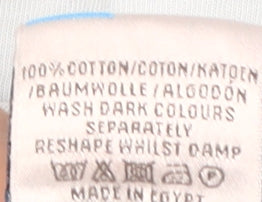 100% COTTON/COTON/KATOEN
/BAUMWOLLE/ALGODÓN
WASH DARK COLOURS
SEPARATELY
RESHAPE WHILST DAMP
MADE IN EGYPT